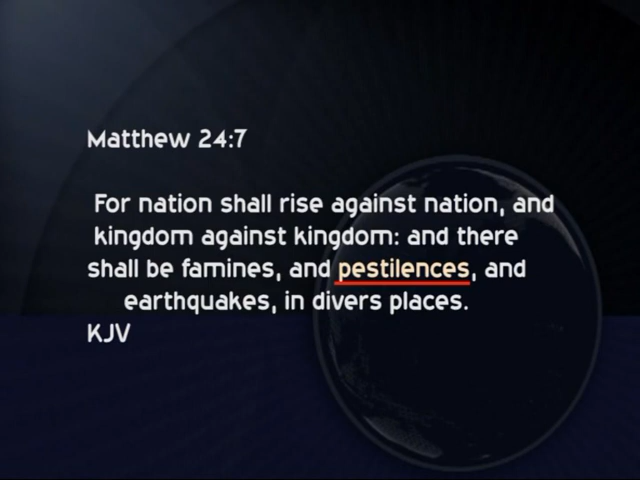 Matthew 24:7
For nation shall rise against nation, and
kingdom against kingdom: and there
shall be famines, and pestilences, and
earthquakes, in divers places.
KJV